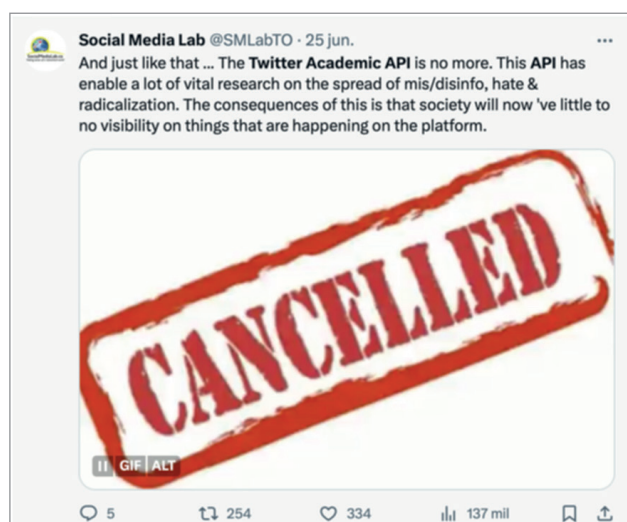 Social Media Lab @SMLabTO · 25 jun.
And just like that ... The Twitter Academic API is no more. This API has
enable a lot of vital research on the spread of mis/disinfo, hate &
radicalization. The consequences of this is that society will now 've little to
no visibility on things that are happening on the platform.
CANCELLED
GIF ALT
5 254 334 137 mil